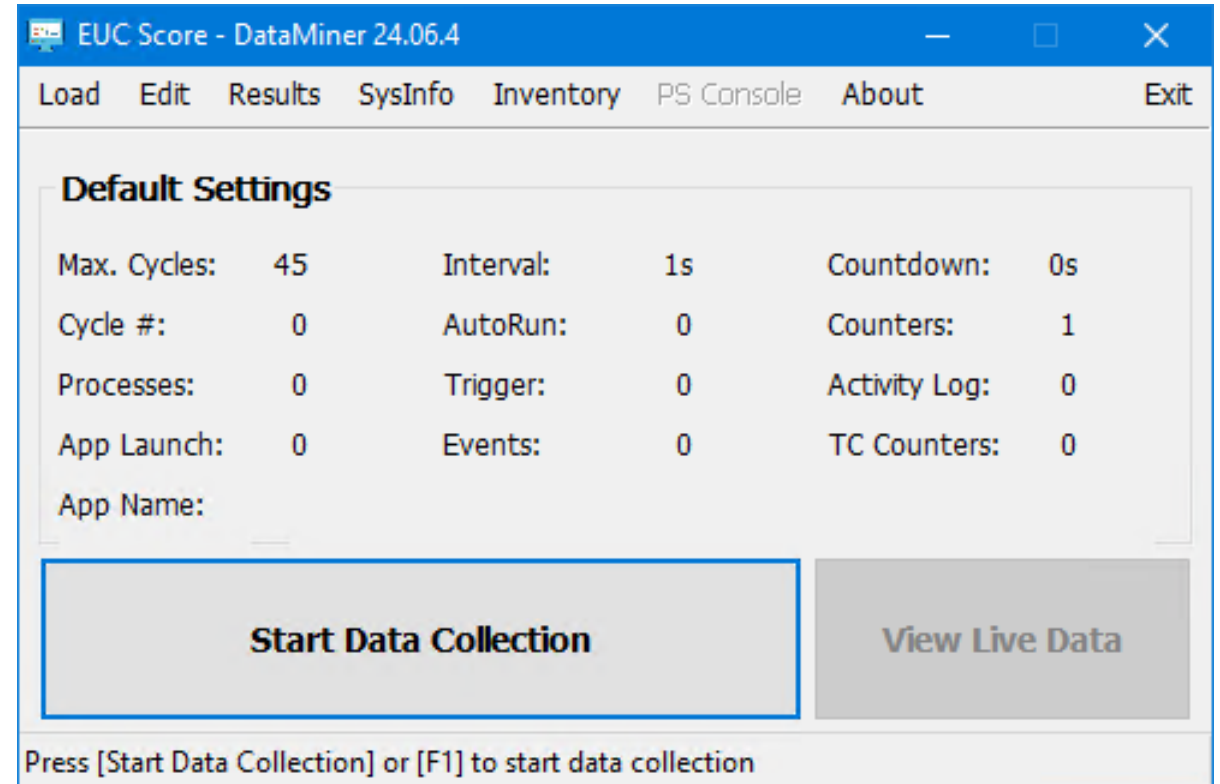 EUC Score - DataMiner 24.06.4
Load Edit Results SysInfo Inventory PS Console About Exit
Default Settings
Max. Cycles: 45 Interval: 1s Countdown: 0s
Cycle #: 0 AutoRun: 0 Counters: 1
Processes: 0 Trigger: 0 Activity Log: 0
App Launch: 0 Events: 0 TC Counters: 0
App Name:
Start Data Collection View Live Data
Press [Start Data Collection] or [F1] to start data collection